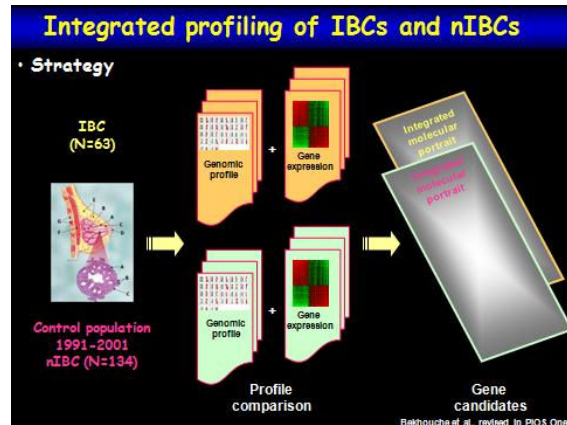 Integrated profiling of IBCs and nIBCs
• Strategy
IBC
(N=63)
Genomic
profile
+
Gene
expression
Integrated
molecular
portrait
Integrated
molecular
portrait
Control population
1991-2001
nIBC (N=134)
Genomic
profile
+
Gene
expression
Profile
comparison
Gene
candidates
Bekhouche et al., revised in PlOS One